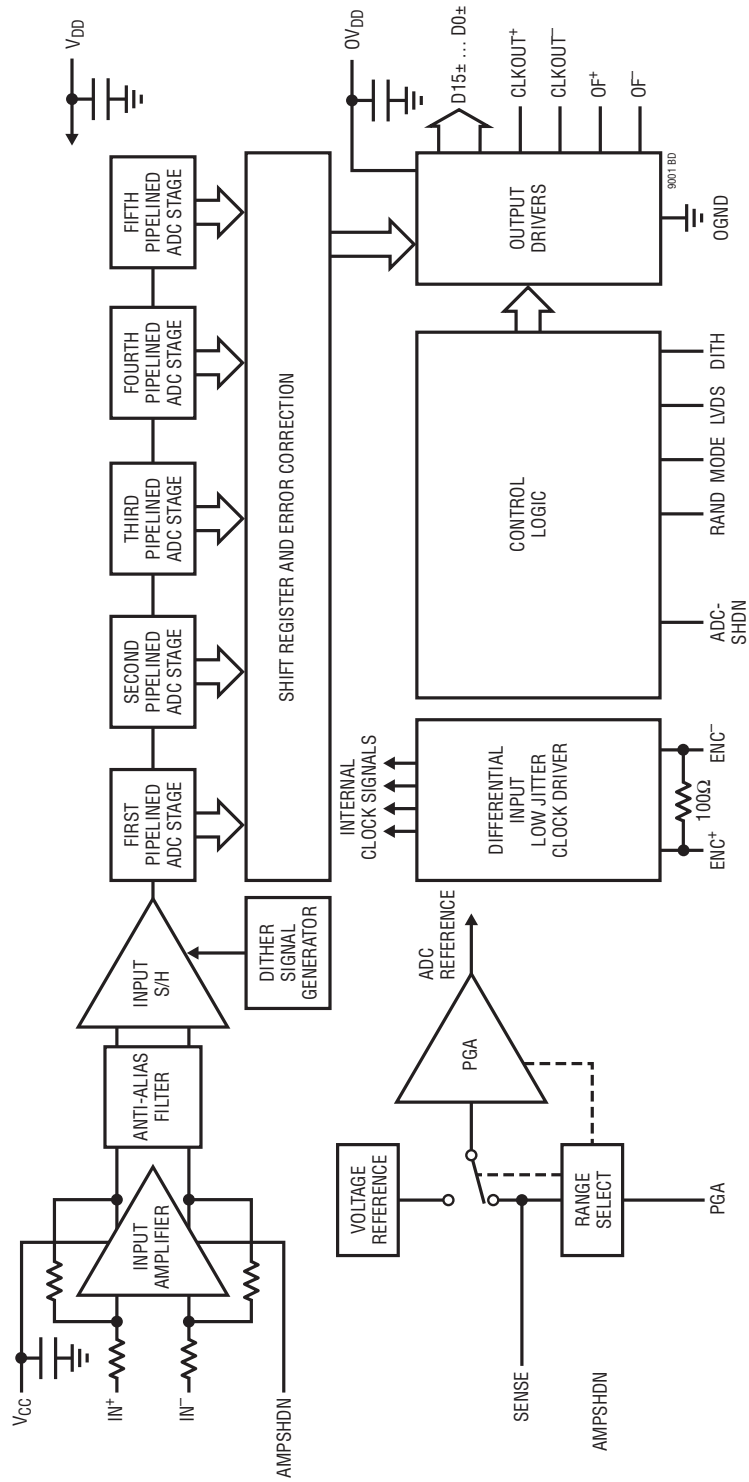 VCC
IN+
IN−
AMPSHDN
INPUT
AMPLIFIER
ANTI-ALIAS
FILTER
INPUT
S/H
DITHER
SIGNAL
GENERATOR
FIRST
PIPELINED
ADC STAGE
SECOND
PIPELINED
ADC STAGE
THIRD
PIPELINED
ADC STAGE
FOURTH
PIPELINED
ADC STAGE
FIFTH
PIPELINED
ADC STAGE
VDD
SHIFT REGISTER AND ERROR CORRECTION
SENSE
AMPSHDN
VOLTAGE
REFERENCE
RANGE
SELECT
PGA
PGA
ADC
REFERENCE
INTERNAL
CLOCK SIGNALS
DIFFERENTIAL
INPUT
LOW JITTER
CLOCK DRIVER
100Ω
ENC+
ENC−
CONTROL
LOGIC
ADC-
SHDN
RAND
MODE
LVDS
DITH
OUTPUT
DRIVERS
OVDD
D15± ... D0±
CLKOUT+
CLKOUT−
OF+
OF−
9001 BD
OGND